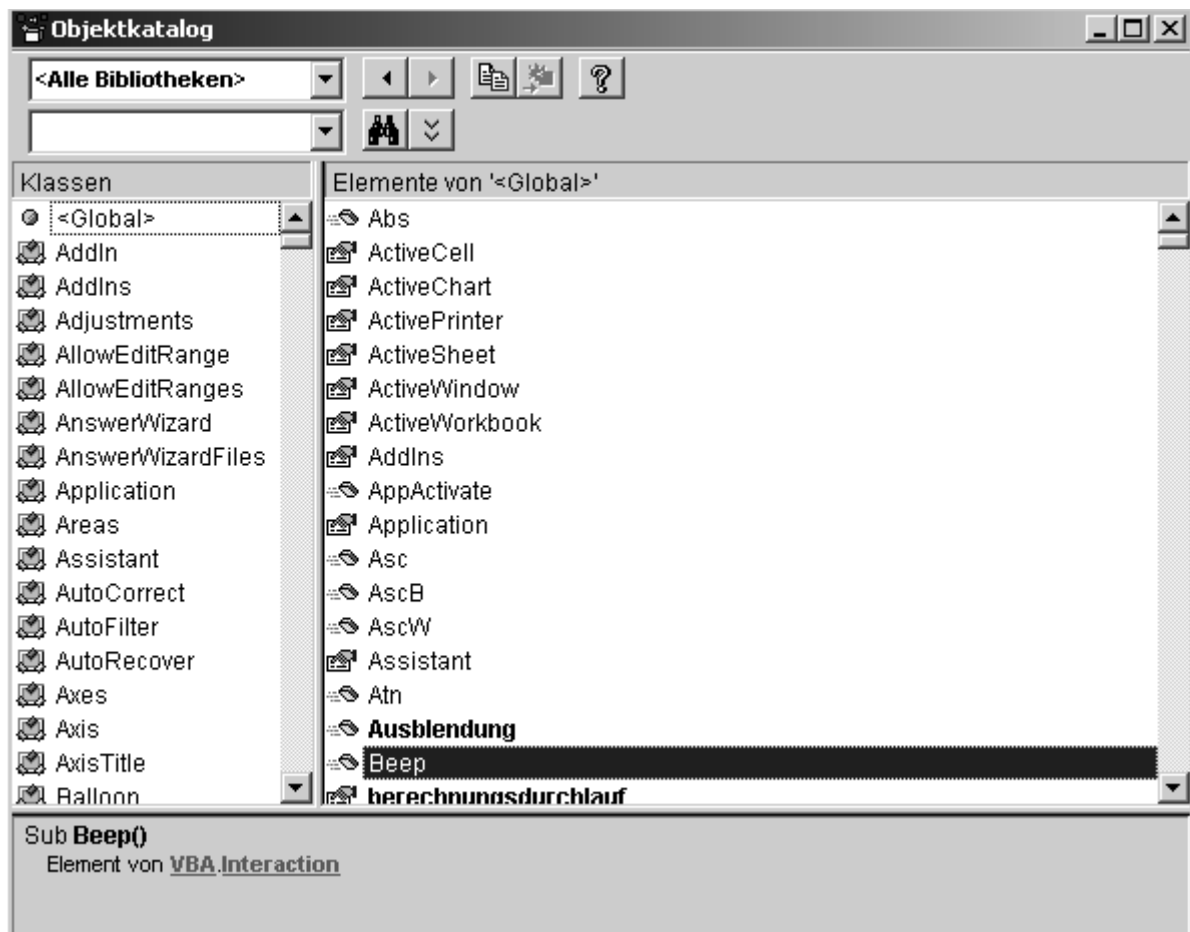 Objektkatalog
<Alle Bibliotheken>
Klassen
<Global>
AddIn
AddIns
Adjustments
AllowEditRange
AllowEditRanges
AnswerWizard
AnswerWizardFiles
Application
Areas
Assistant
AutoCorrect
AutoFilter
AutoRecover
Axes
Axis
AxisTitle
Balloon
Elemente von '<Global>'
Abs
ActiveCell
ActiveChart
ActivePrinter
ActiveSheet
ActiveWindow
ActiveWorkbook
AddIns
AppActivate
Application
Asc
AscB
AscW
Assistant
Atn
Ausblendung
Beep
berechnungsdurchlauf
Sub Beep()
Element von VBA.Interaction